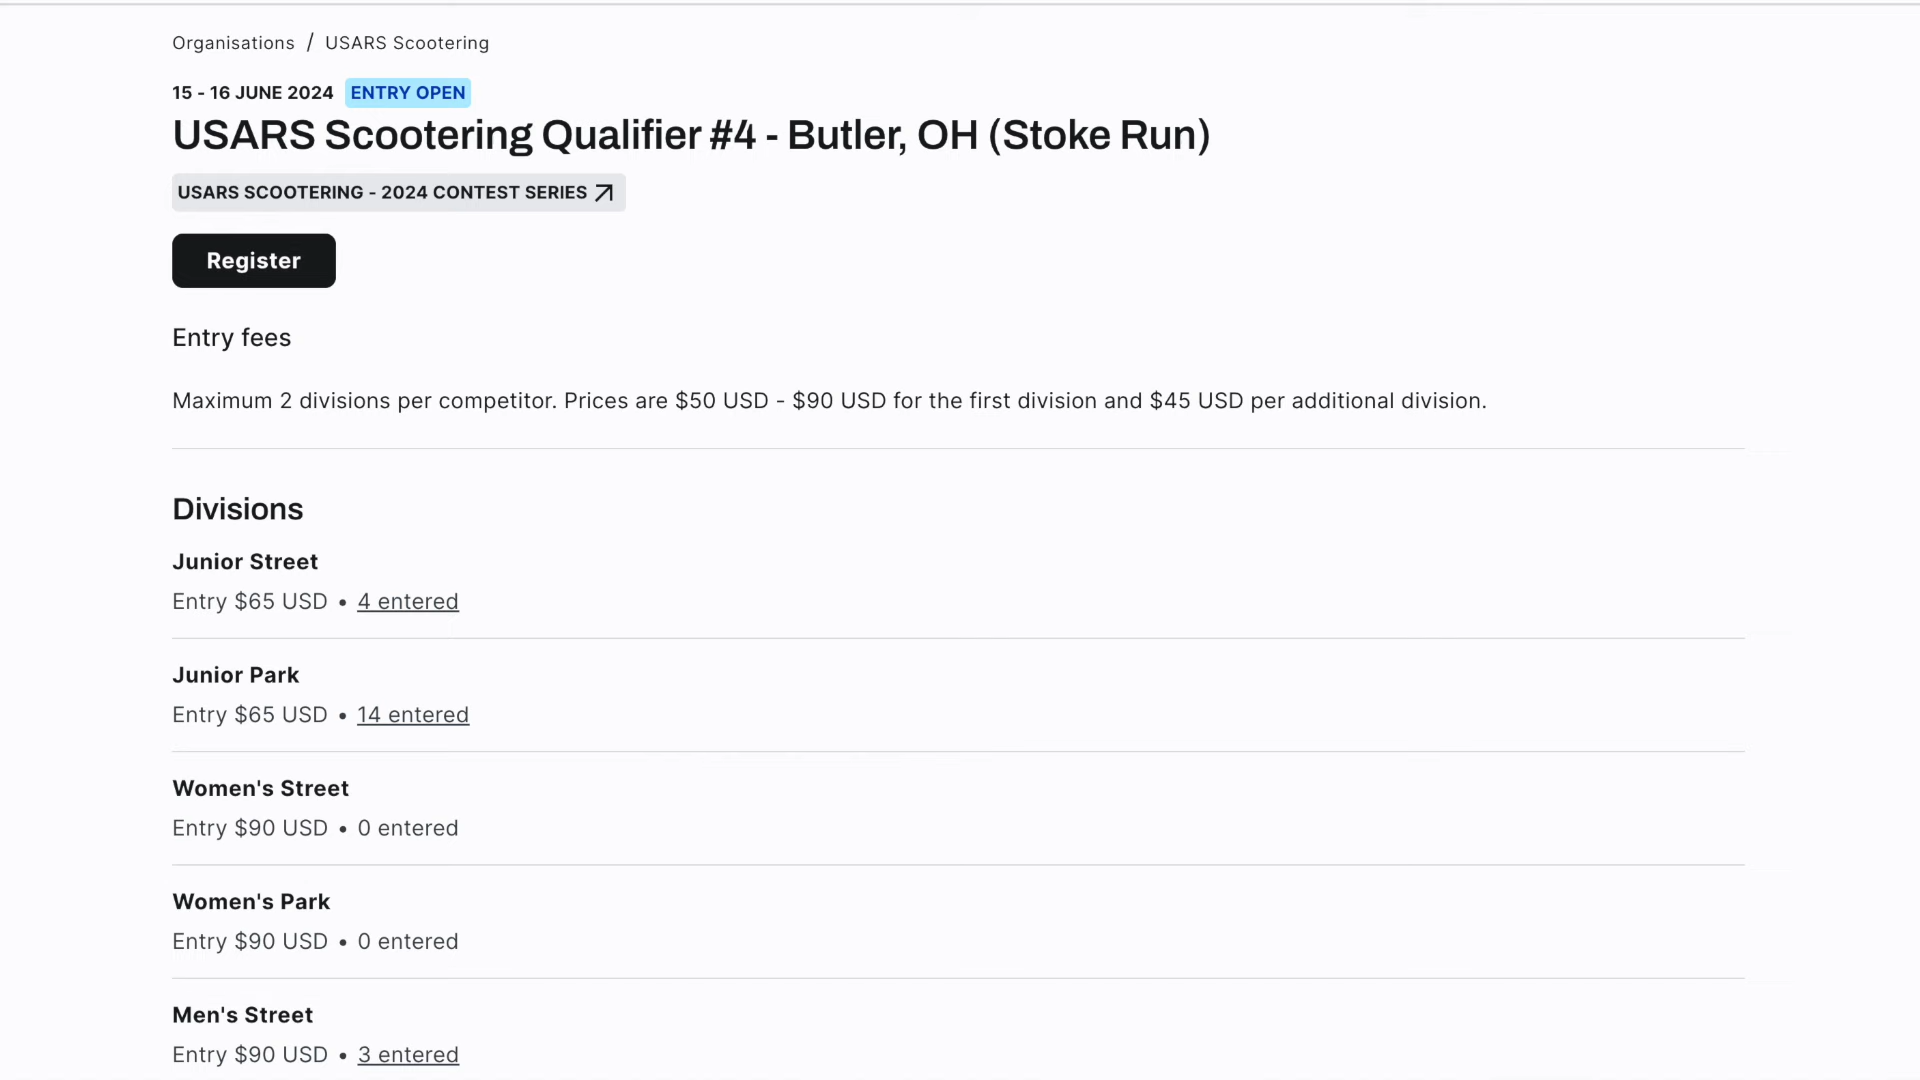 Organisations / USARS Scootering
15 - 16 JUNE 2024 ENTRY OPEN
USARS Scootering Qualifier #4 - Butler, OH (Stoke Run)
USARS SCOOTERING - 2024 CONTEST SERIES
Register
Entry fees
Maximum 2 divisions per competitor. Prices are $50 USD - $90 USD for the first division and $45 USD per additional division.
Divisions
Junior Street
Entry $65 USD • 4 entered
Junior Park
Entry $65 USD • 14 entered
Women's Street
Entry $90 USD • 0 entered
Women's Park
Entry $90 USD • 0 entered
Men's Street
Entry $90 USD • 3 entered